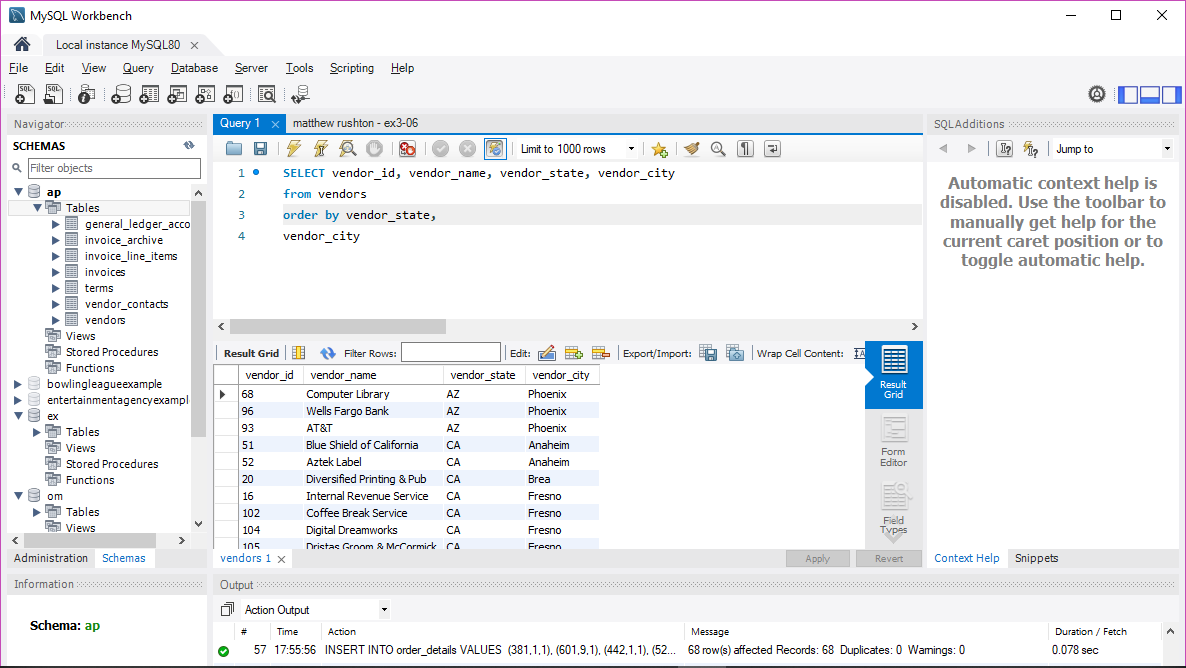 MySQL Workbench
Local instance MySQL80
File Edit View Query Database Server Tools Scripting Help
Navigator
SCHEMAS
Filter objects
ap
Tables
general_ledger_acco
invoice_archive
invoice_line_items
invoices
terms
vendor_contacts
vendors
Views
Stored Procedures
Functions
bowlingleagueexample
entertainmentagencyexampl
ex
Tables
Views
Stored Procedures
Functions
om
Tables
Views
Administration Schemas
Information
Schema: ap
Query 1 matthew rushton - ex3-06
Limit to 1000 rows
1 SELECT vendor_id, vendor_name, vendor_state, vendor_city
2 from vendors
3 order by vendor_state,
4 vendor_city
Result Grid Filter Rows: Edit: Export/Import: Wrap Cell Content:
vendor_id vendor_name vendor_state vendor_city
68 Computer Library AZ Phoenix
96 Wells Fargo Bank AZ Phoenix
93 AT&T AZ Phoenix
51 Blue Shield of California CA Anaheim
52 Aztek Label CA Anaheim
20 Diversified Printing & Pub CA Brea
16 Internal Revenue Service CA Fresno
102 Coffee Break Service CA Fresno
104 Digital Dreamworks CA Fresno
105 Dristas Groom & McCormick CA Fresno
Result
Grid
Form
Editor
Field
Types
vendors 1 Apply Revert
SQLAdditions
Jump to
Automatic context help is
disabled. Use the toolbar to
manually get help for the
current caret position or to
toggle automatic help.
Context Help Snippets
Output
Action Output
# Time Action Message Duration / Fetch
57 17:55:56 INSERT INTO order_details VALUES (381,1,1), (601,9,1), (442,1,1), (52... 68 row(s) affected Records: 68 Duplicates: 0 Warnings: 0 0.078 sec